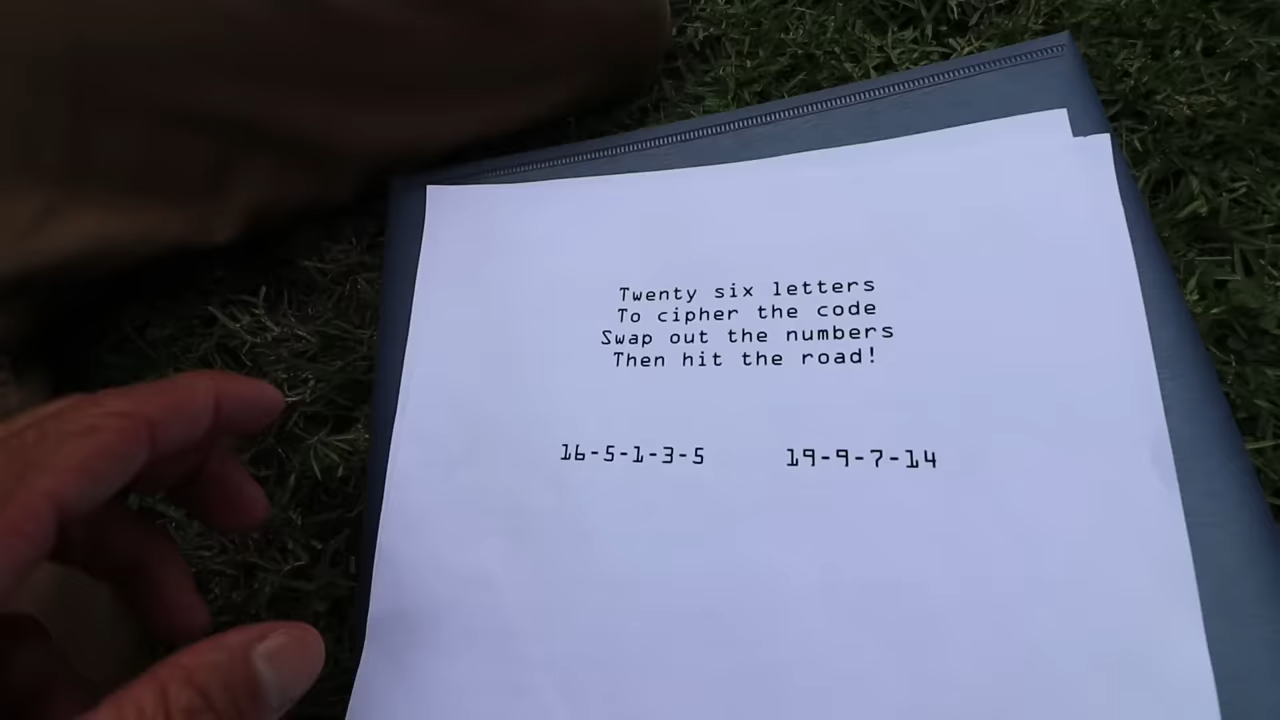 Twenty six letters
To cipher the code
Swap out the numbers
Then hit the road!
16-5-1-3-5 19-9-7-14